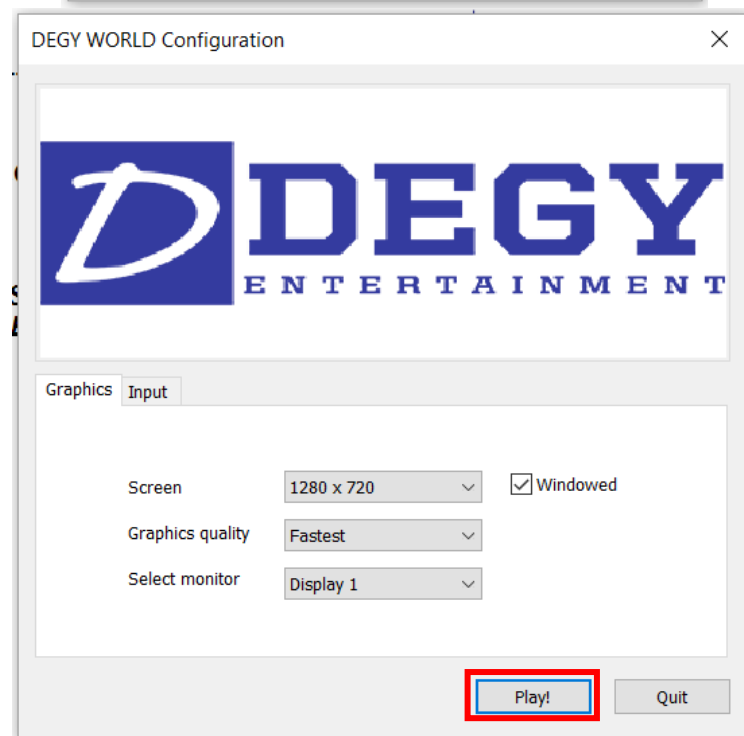 DEGY WORLD Configuration
D DEGY
ENTERTAINMENT
Graphics Input
Screen 1280 x 720 Windowed
Graphics quality Fastest
Select monitor Display 1
Play! Quit